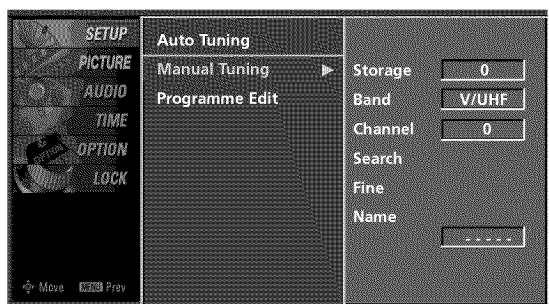 SETUP
PICTURE
AUDIO
TIME
OPTION
LOCK
Move MENU Prev
Auto Tuning
Manual Tuning ▶
Programme Edit
Storage 0
Band V/UHF
Channel 0
Search
Fine
Name
- - - - -